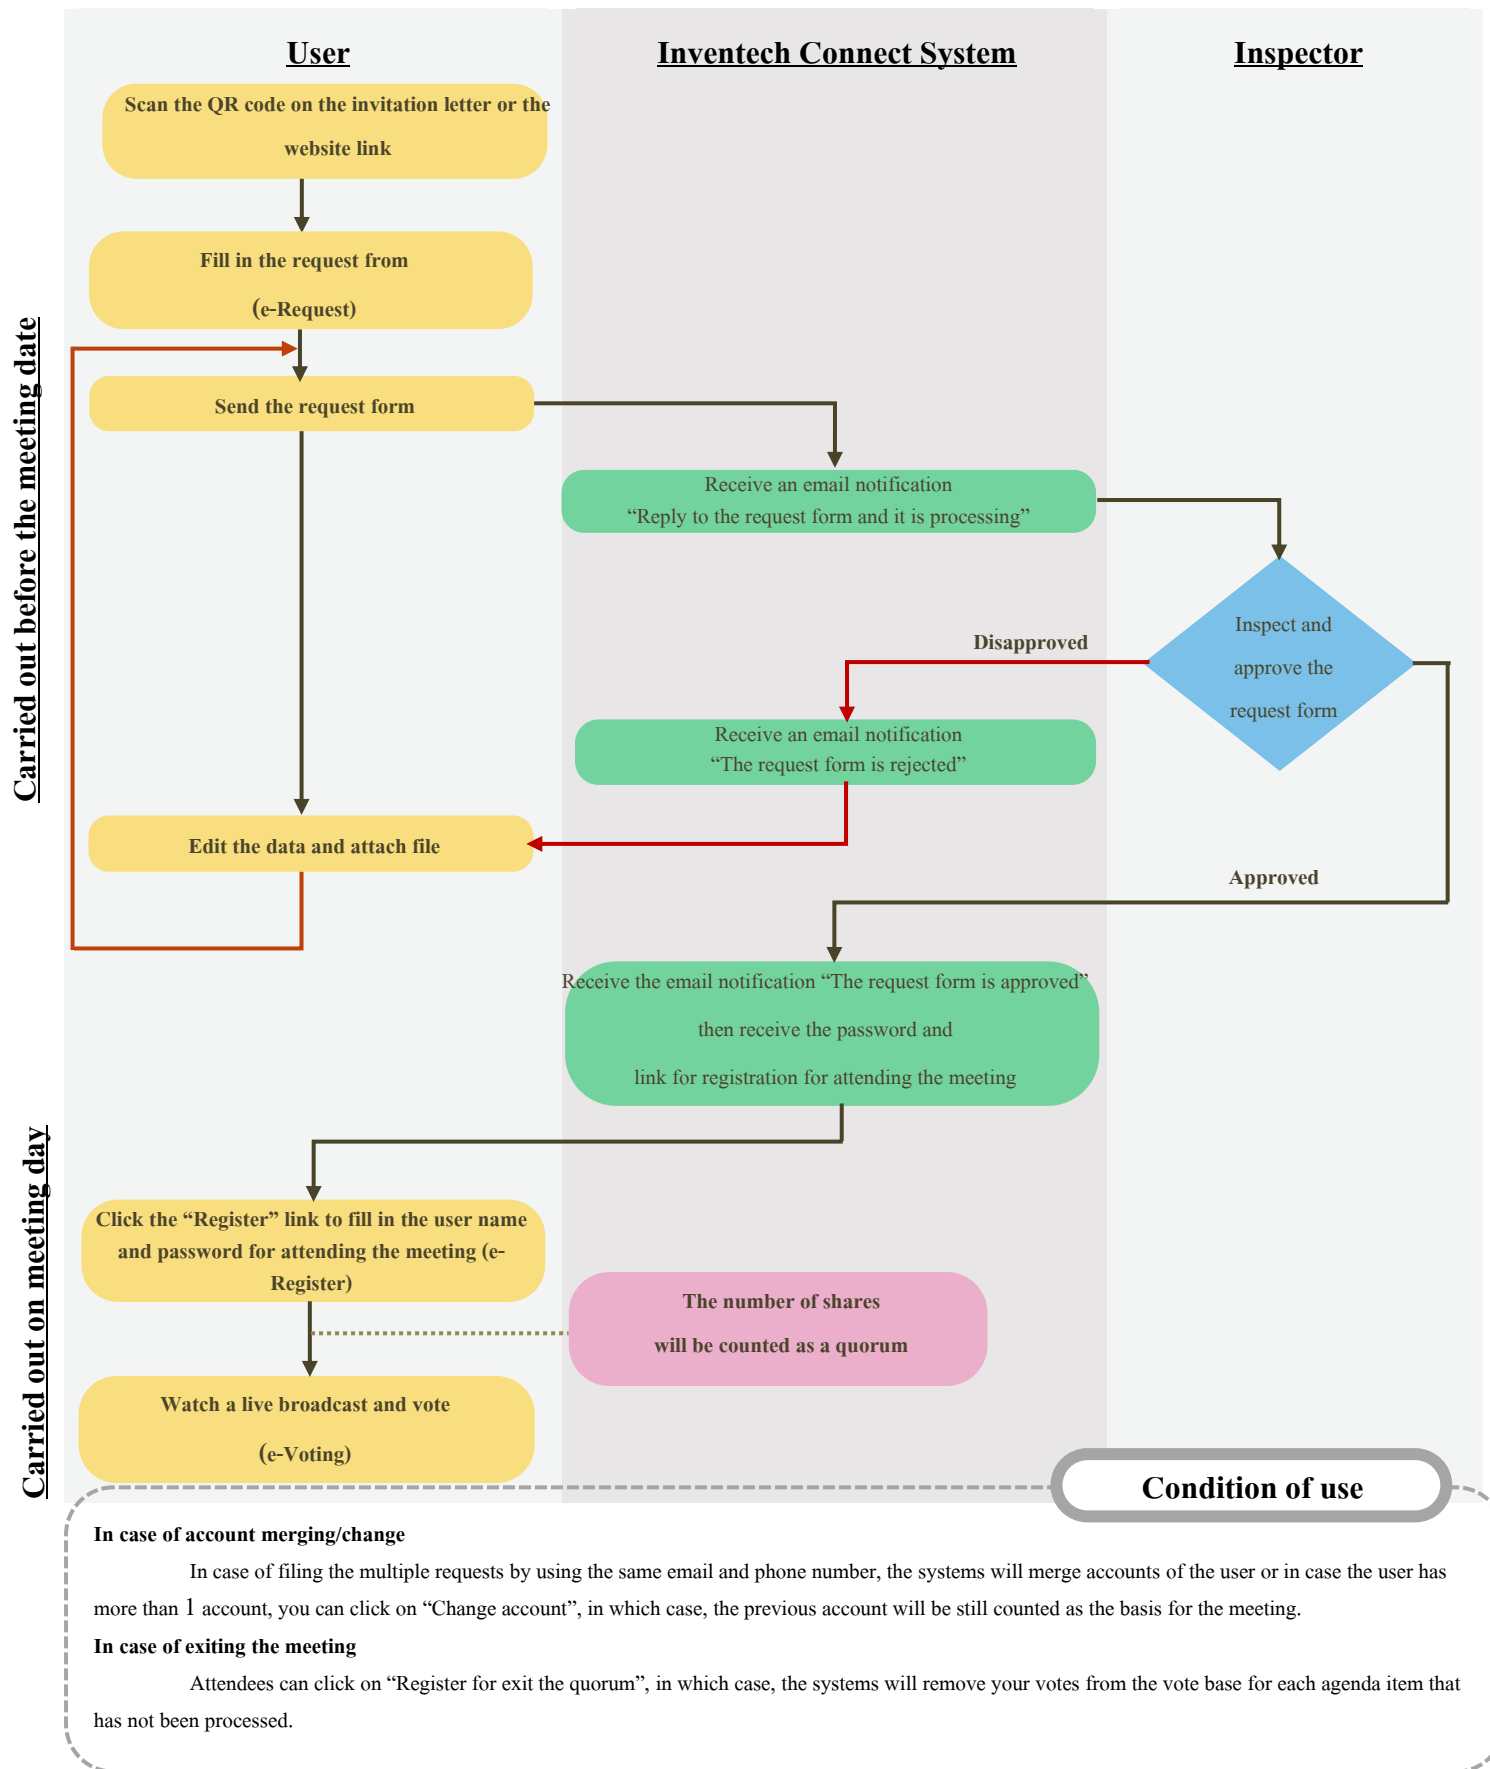 User
Inventech Connect System
Inspector
Scan the QR code on the invitation letter or the
website link
Fill in the request from
(e-Request)
Carried out before the meeting date
Send the request form
Receive an email notification
“Reply to the request form and it is processing”
Inspect and
approve the
request form
Disapproved
Receive an email notification
“The request form is rejected”
Edit the data and attach file
Approved
Receive the email notification “The request form is approved”
then receive the password and
link for registration for attending the meeting
Carried out on meeting day
Click the “Register” link to fill in the user name
and password for attending the meeting (e-
Register)
The number of shares
will be counted as a quorum
Watch a live broadcast and vote
(e-Voting)
Condition of use
In case of account merging/change
In case of filing the multiple requests by using the same email and phone number, the systems will merge accounts of the user or in case the user has
more than 1 account, you can click on “Change account”, in which case, the previous account will be still counted as the basis for the meeting.
In case of exiting the meeting
Attendees can click on “Register for exit the quorum”, in which case, the systems will remove your votes from the vote base for each agenda item that
has not been processed.